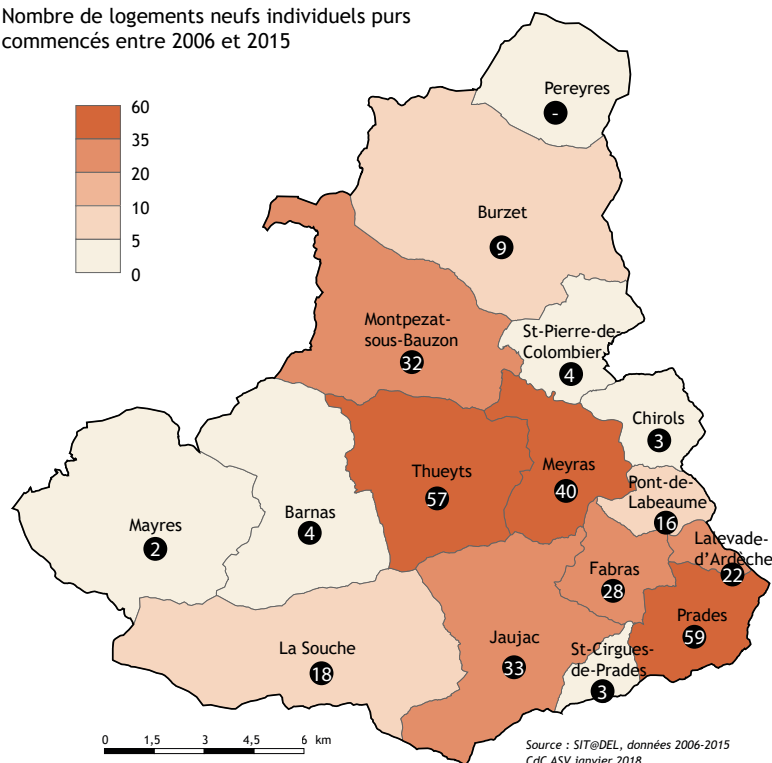 Nombre de logements neufs individuels purs
commencés entre 2006 et 2015
60
35
20
10
5
0
Pereyres
-
Burzet
9
Montpezat-
sous-Bauzon
32
St-Pierre-de-
Colombier
4
Chirols
3
Thueyts
57
Meyras
40
Pont-de-
Labeaume
16
Mayres
2
Barnas
4
Lalevade-
d'Ardèche
22
Fabras
28
Prades
59
La Souche
18
Jaujac
33
St-Cirgues-
de-Prades
3
0 1,5 3 4,5 6 km
Source : SIT@DEL, données 2006-2015
CdC ASV, janvier 2018